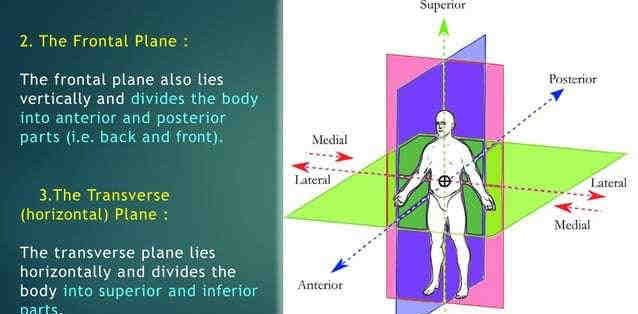 2. The Frontal Plane :
The frontal plane also lies
vertically and divides the body
into anterior and posterior
parts (i.e. back and front).
3.The Transverse
(horizontal) Plane :
The transverse plane lies
horizontally and divides the
body into superior and inferior
parts.
Superior
Posterior
Medial
Lateral
Lateral
Medial
Anterior